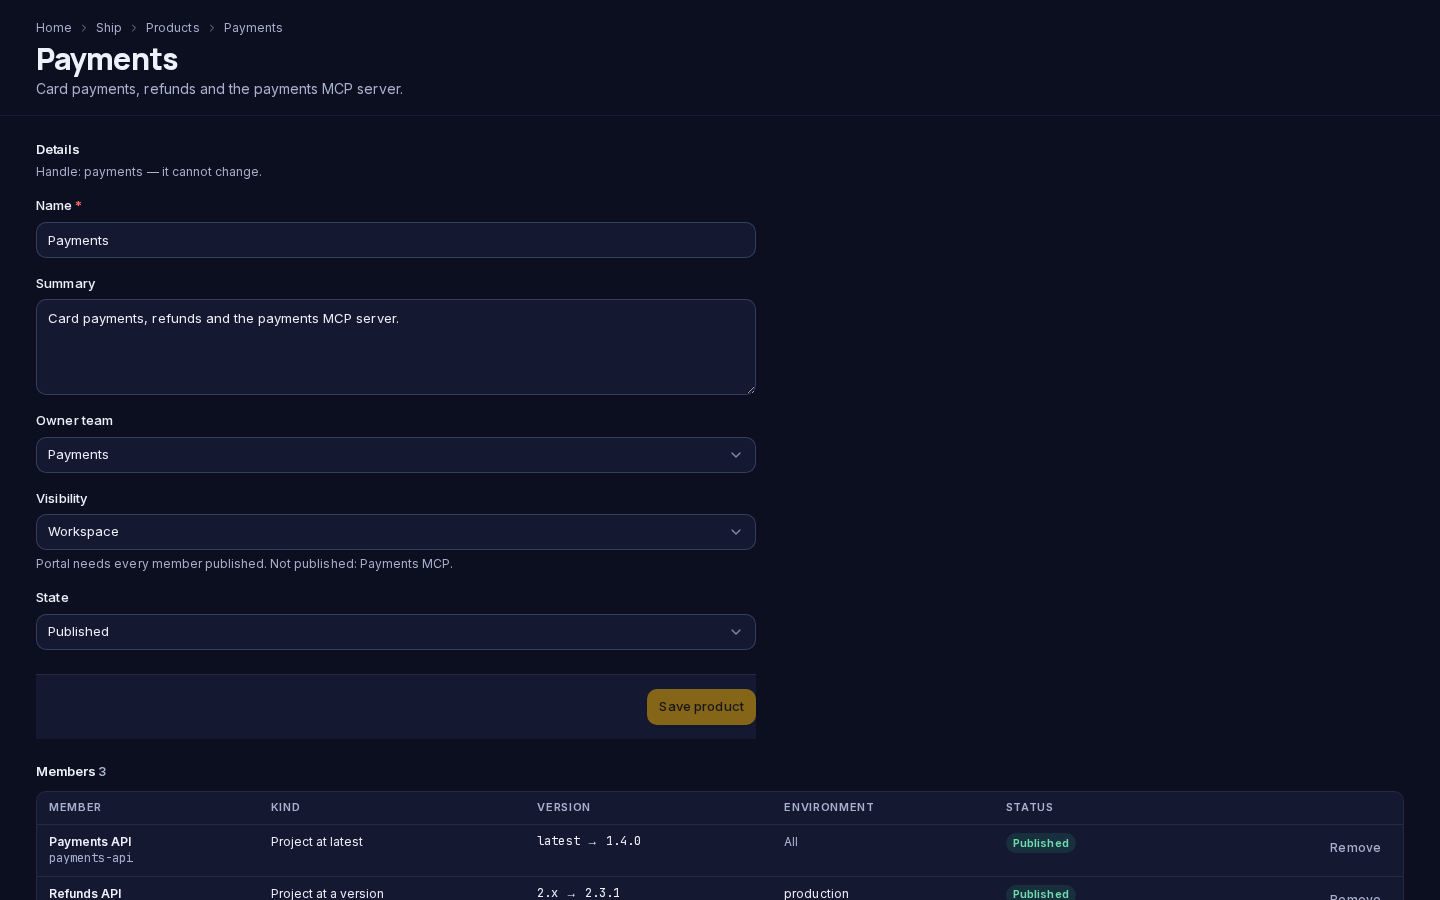 Home > Ship > Products > Payments
Payments
Card payments, refunds and the payments MCP server.
Details
Handle: payments — it cannot change.
Name *
Payments
Summary
Card payments, refunds and the payments MCP server.
Owner team
Payments
Visibility
Workspace
Portal needs every member published. Not published: Payments MCP.
State
Published
Save product
Members 3
MEMBER KIND VERSION ENVIRONMENT STATUS
Payments API Project at latest latest → 1.4.0 All Published Remove
payments-api
Refunds API Project at a version 2.x → 2.3.1 production Published Remove